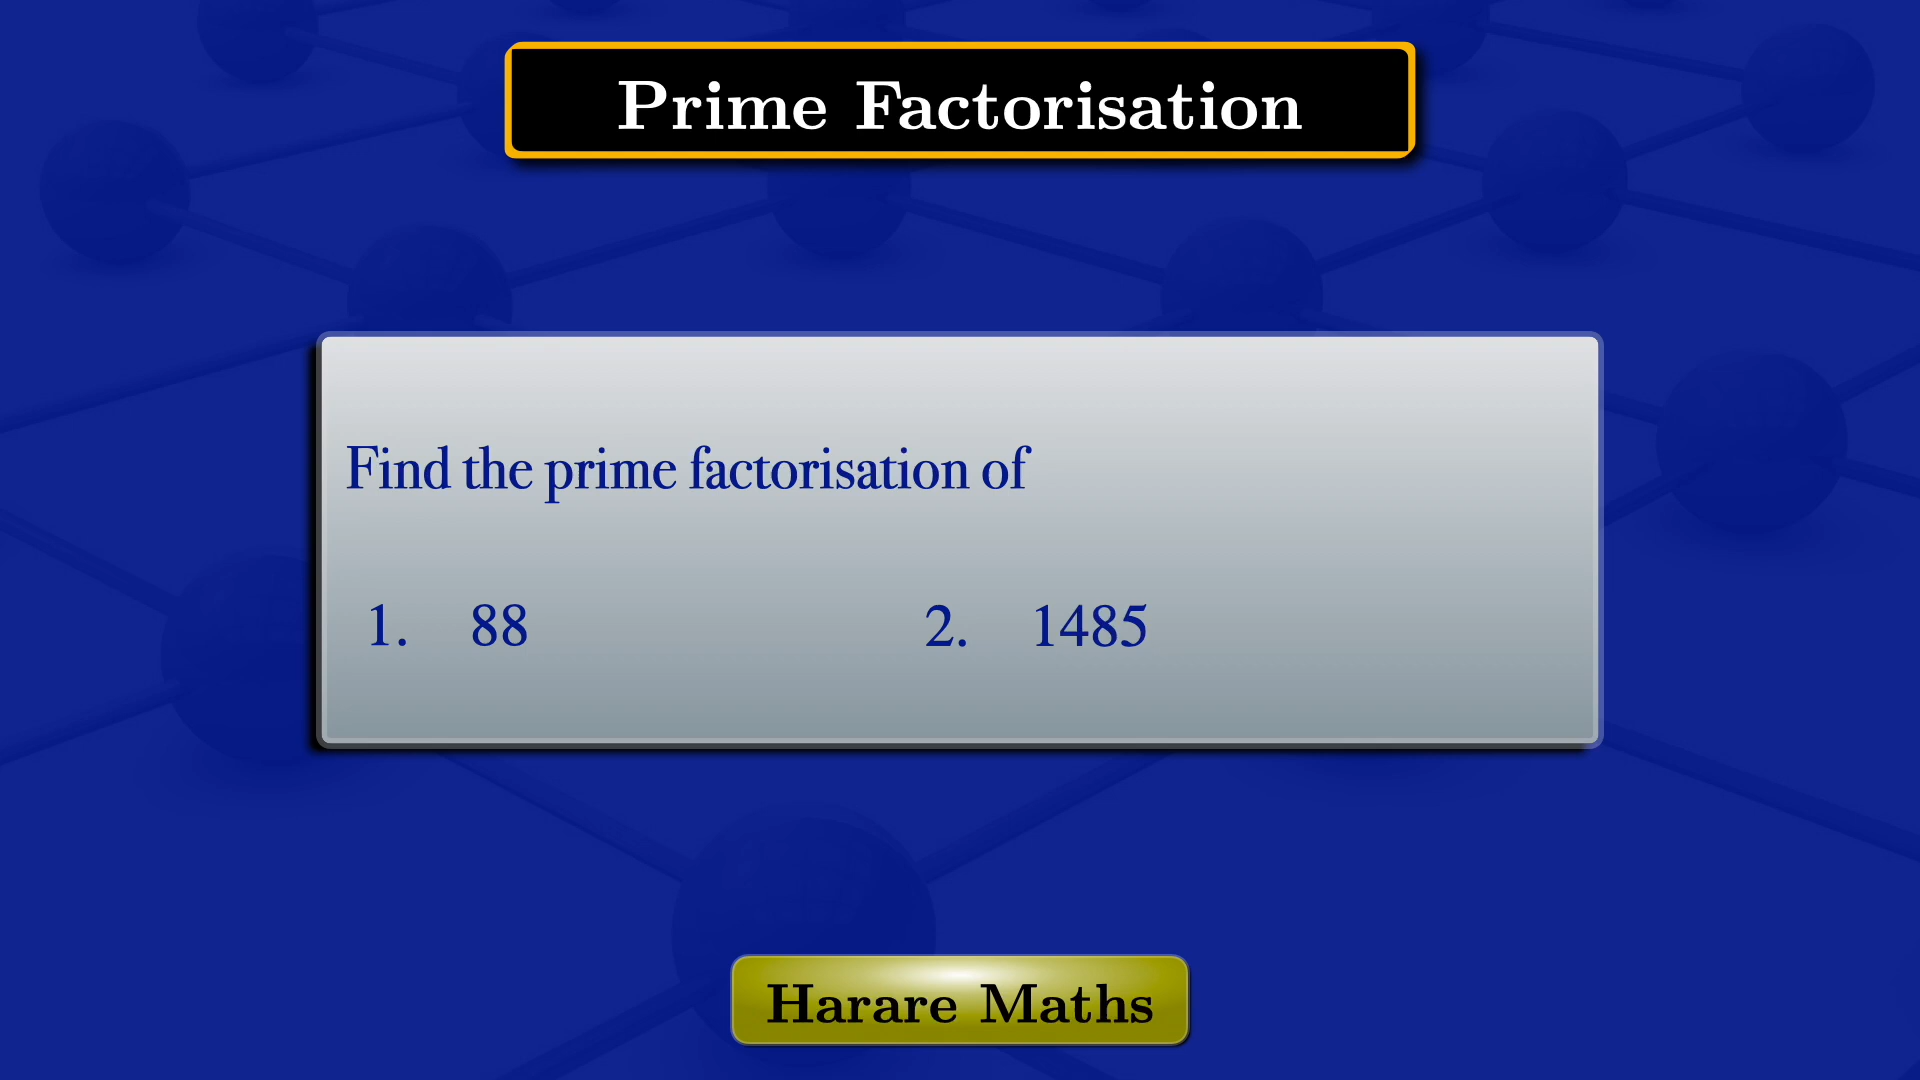 Prime Factorisation
Find the prime factorisation of
1. 88 2. 1485
Harare Maths